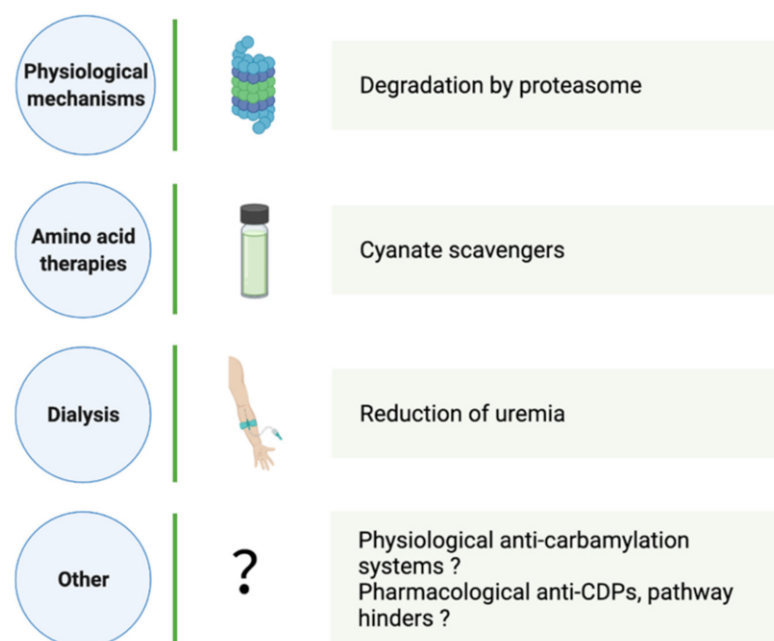 Physiological
mechanisms
Degradation by proteasome
Amino acid
therapies
Cyanate scavengers
Dialysis
Reduction of uremia
Other
?
Physiological anti-carbamylation
systems ?
Pharmacological anti-CDPs, pathway
hinders ?